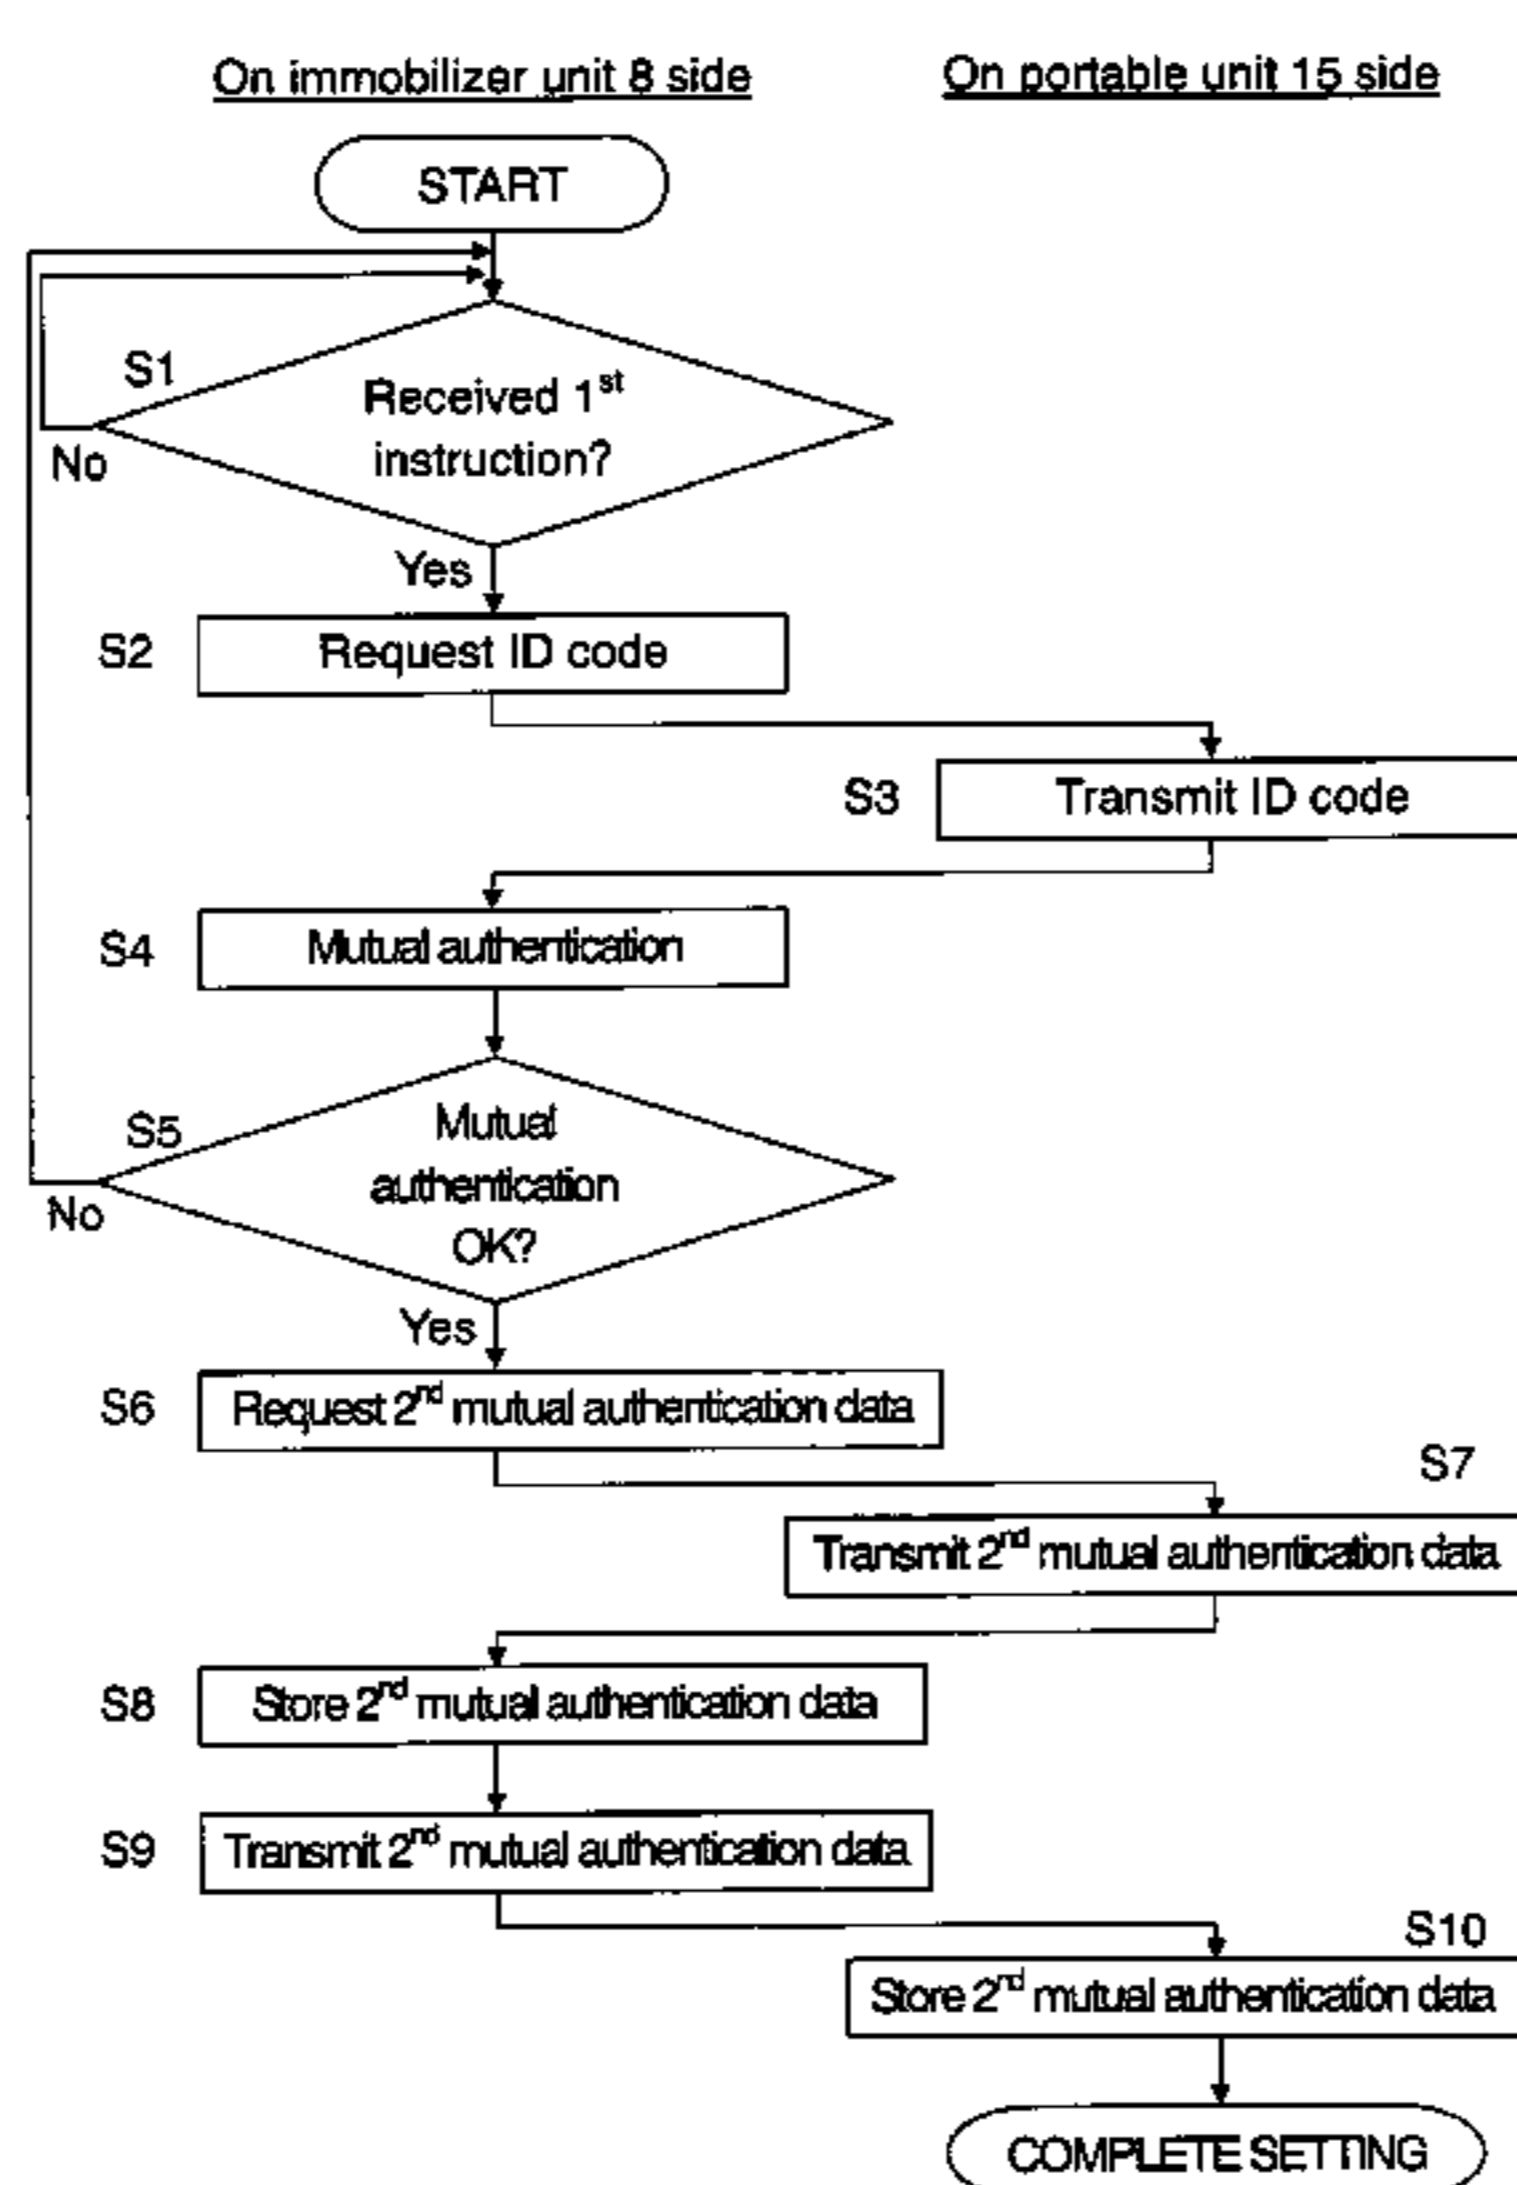 On immobilizer unit 8 side
On portable unit 15 side
START
S1
Received 1st
instruction?
No
Yes
S2
Request ID code
S3
Transmit ID code
S4
Mutual authentication
S5
Mutual
authentication
OK?
No
Yes
S6
Request 2nd mutual authentication data
S7
Transmit 2nd mutual authentication data
S8
Store 2nd mutual authentication data
S9
Transmit 2nd mutual authentication data
S10
Store 2nd mutual authentication data
COMPLETE SETTING